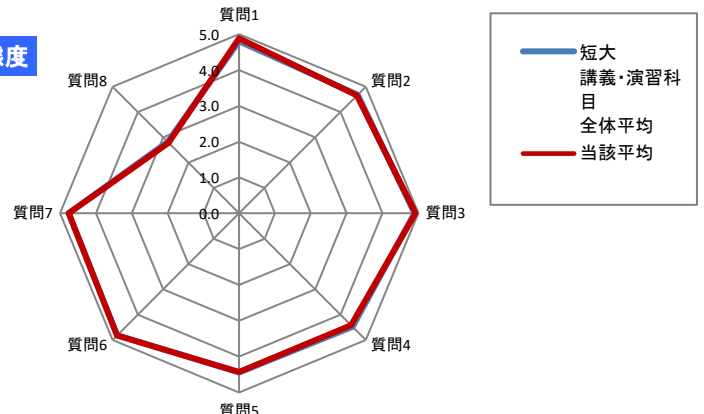 質問1
5.0
4.0
3.0
2.0
1.0
0.0
質問2
質問3
質問4
質問5
質問6
質問7
質問8
度
短大
講義・演習科
目
全体平均
当該平均